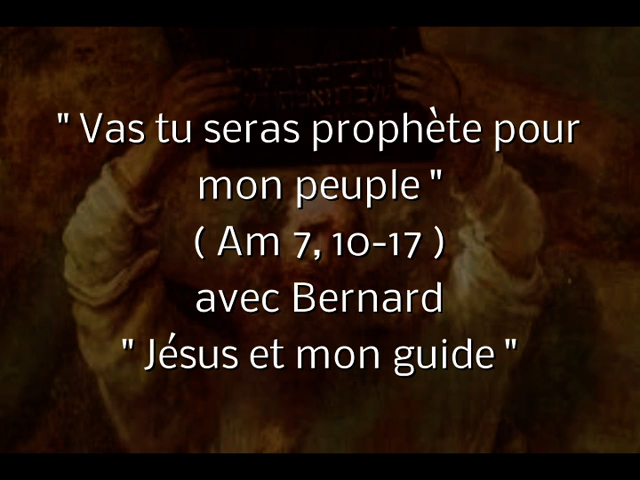 " Vas tu seras prophète pour
mon peuple "
( Am 7, 10-17 )
avec Bernard
" Jésus et mon guide "